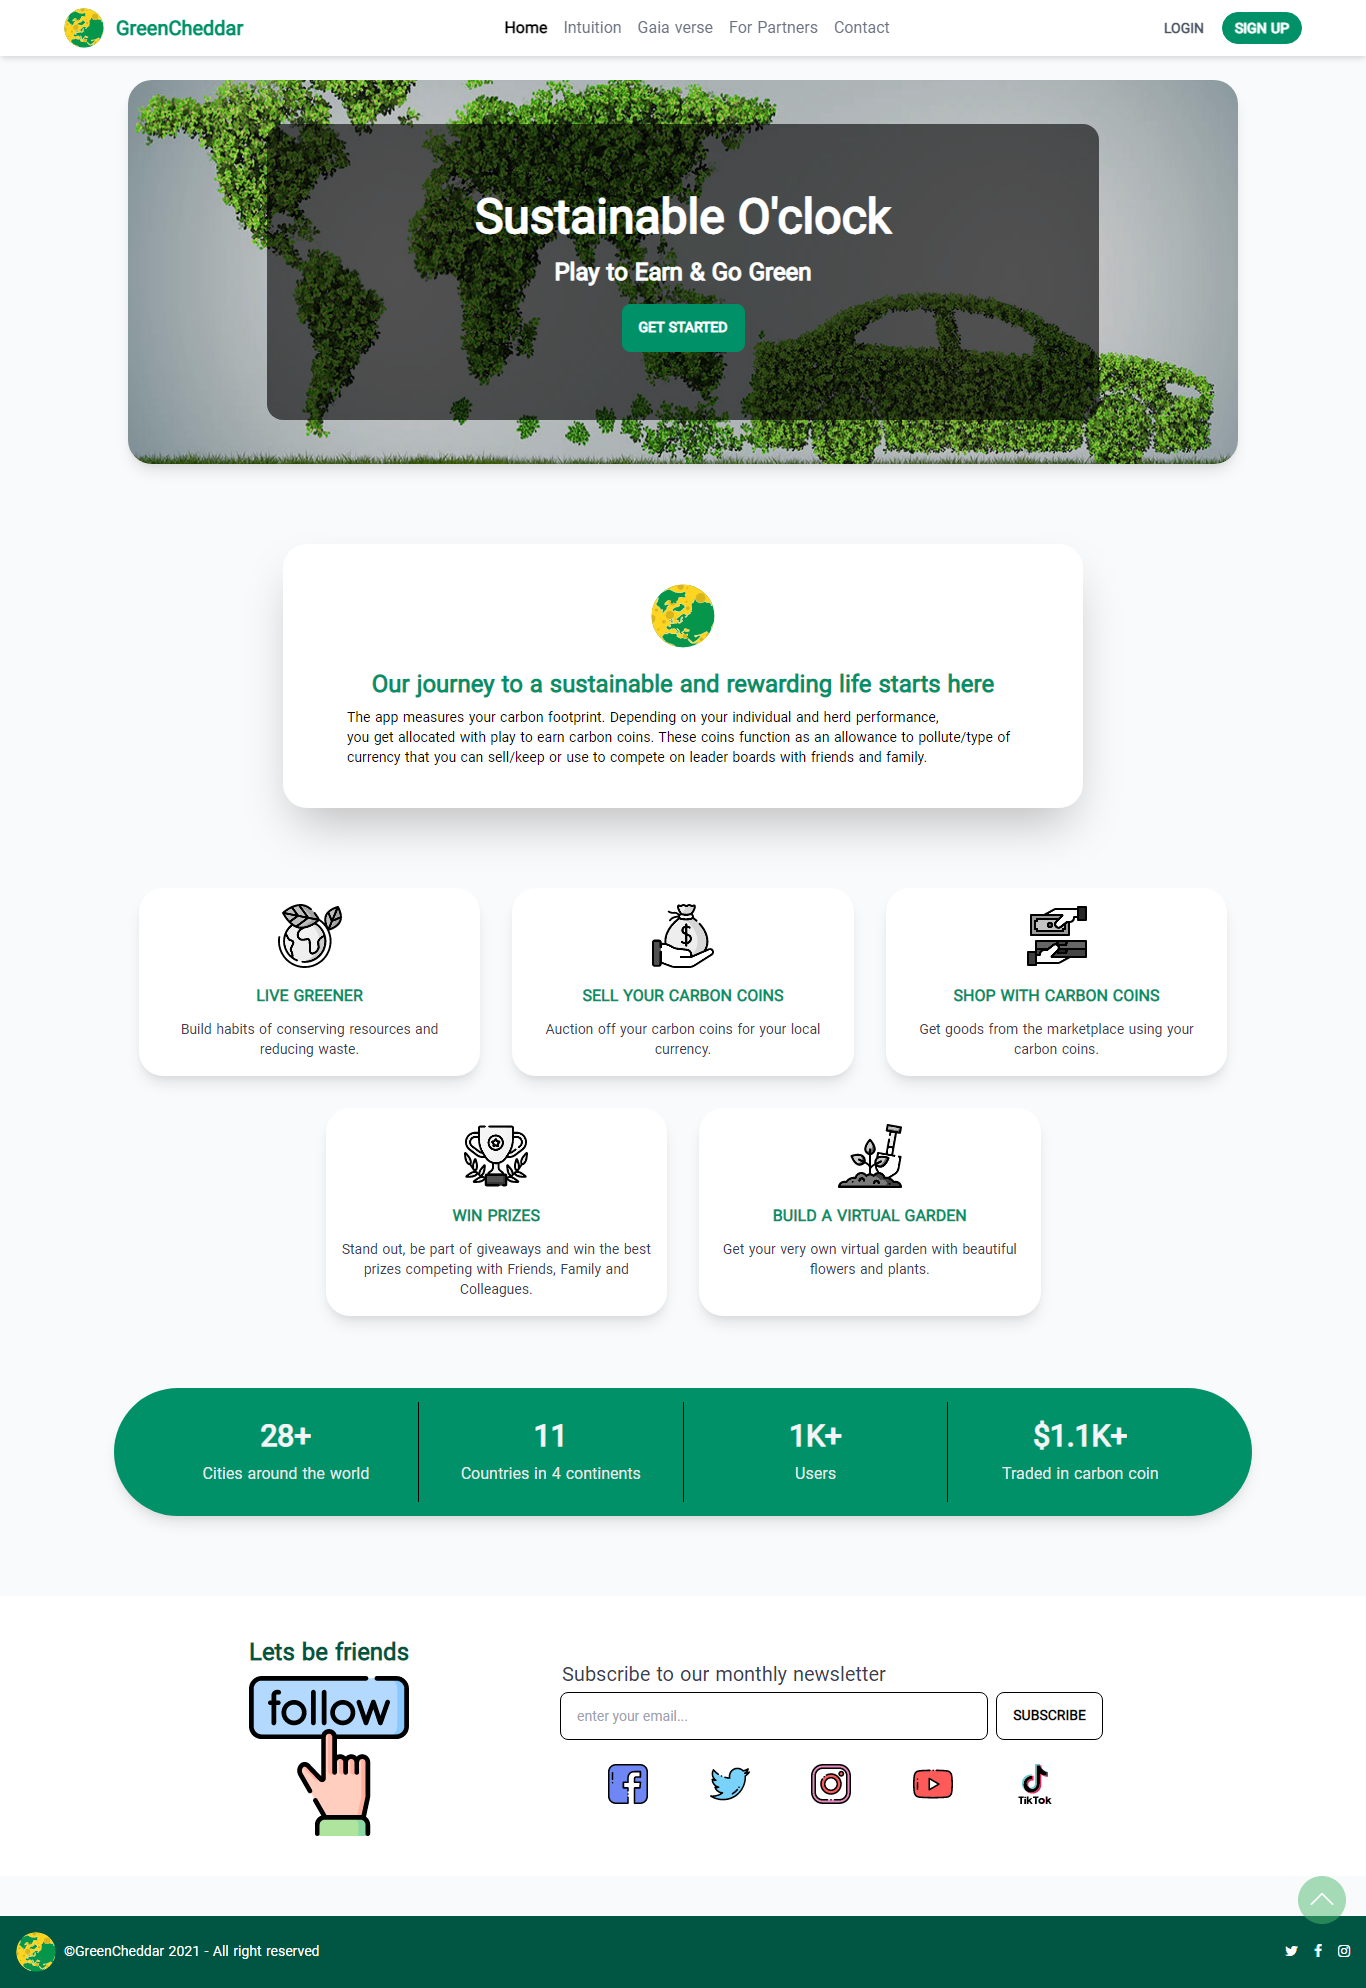 GreenCheddar
Home Intuition Gaia verse For Partners Contact
LOGIN SIGN UP
Sustainable O'clock
Play to Earn & Go Green
GET STARTED
Our journey to a sustainable and rewarding life starts here
The app measures your carbon footprint. Depending on your individual and herd performance,
you get allocated with play to earn carbon coins. These coins function as an allowance to pollute/type of
currency that you can sell/keep or use to compete on leader boards with friends and family.
LIVE GREENER
Build habits of conserving resources and
reducing waste.
SELL YOUR CARBON COINS
Auction off your carbon coins for your local
currency.
SHOP WITH CARBON COINS
Get goods from the marketplace using your
carbon coins.
WIN PRIZES
Stand out, be part of giveaways and win the best
prizes competing with Friends, Family and
Colleagues.
BUILD A VIRTUAL GARDEN
Get your very own virtual garden with beautiful
flowers and plants.
28+
Cities around the world
11
Countries in 4 continents
1K+
Users
$1.1K+
Traded in carbon coin
Lets be friends
follow
Subscribe to our monthly newsletter
enter your email...
SUBSCRIBE
TikTok
©GreenCheddar 2021 - All right reserved